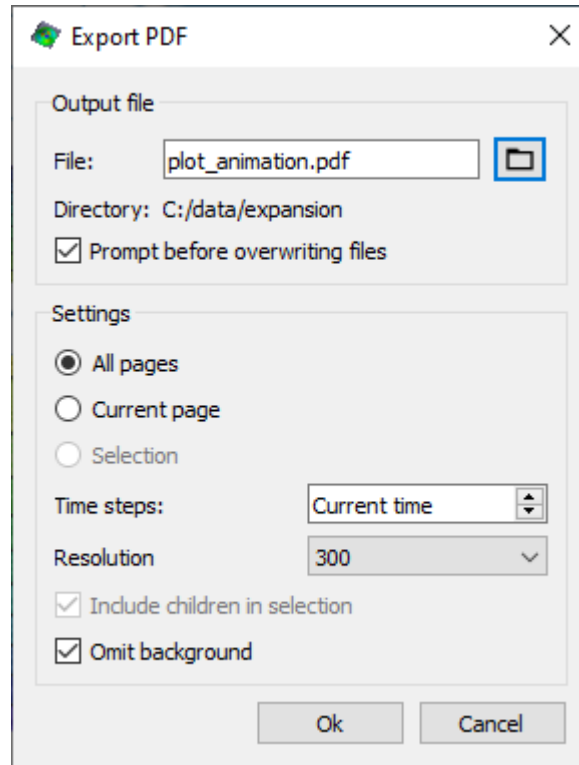 Export PDF
Output file
File: plot_animation.pdf
Directory: C:/data/expansion
Prompt before overwriting files
Settings
All pages
Current page
Selection
Time steps: Current time
Resolution 300
Include children in selection
Omit background
Ok Cancel